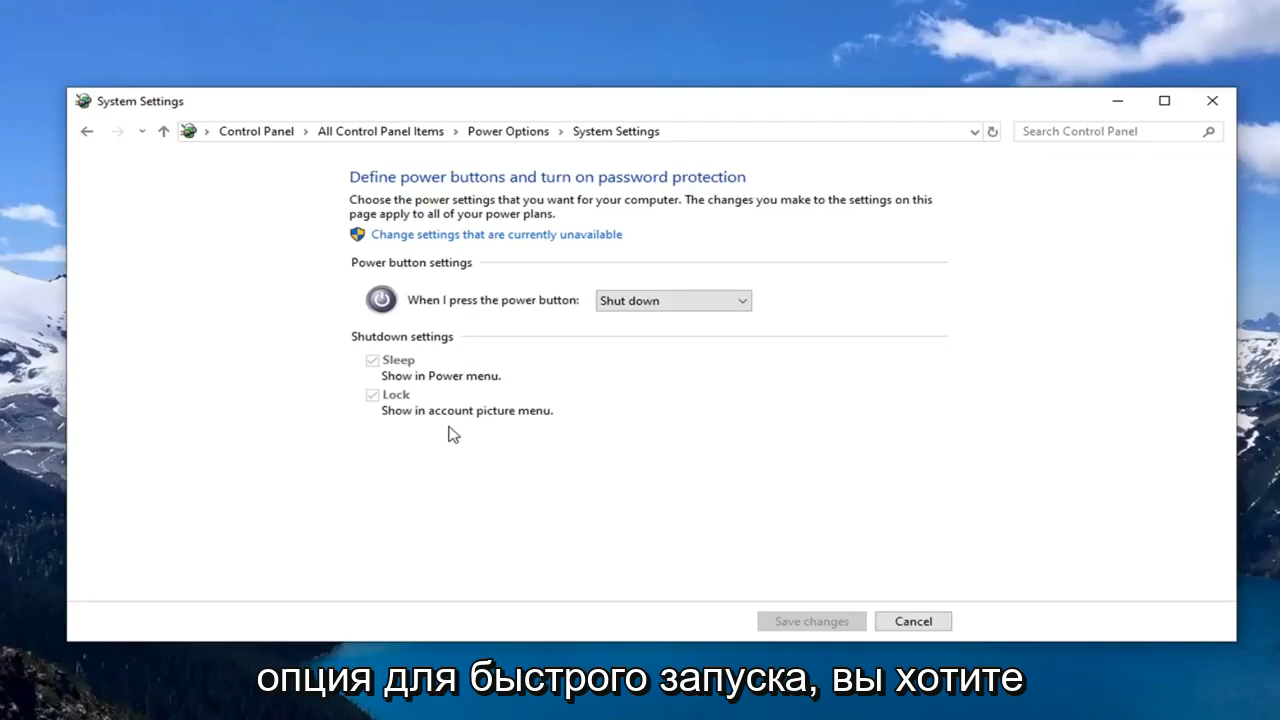 System Settings
Control Panel > All Control Panel Items > Power Options > System Settings
Search Control Panel
Define power buttons and turn on password protection
Choose the power settings that you want for your computer. The changes you make to the settings on this
page apply to all of your power plans.
Change settings that are currently unavailable
Power button settings
When I press the power button: Shut down
Shutdown settings
Sleep
Show in Power menu.
Lock
Show in account picture menu.
Save changes Cancel
опция для быстрого запуска, вы хотите